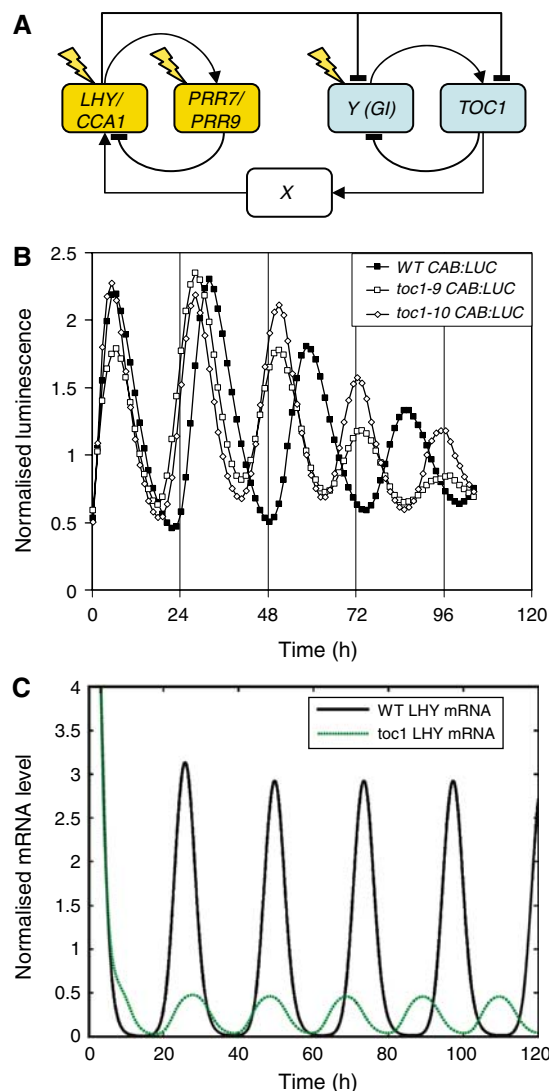 A
LHY/
CCA1
PRR7/
PRR9
Y (GI)
TOC1
X
B
Normalised luminescence
2.5
2
1.5
1
0.5
0
WT CAB:LUC
toc1-9 CAB:LUC
toc1-10 CAB:LUC
0 24 48 72 96 120
Time (h)
C
Normalised mRNA level
4
3.5
3
2.5
2
1.5
1
0.5
0
WT LHY mRNA
toc1 LHY mRNA
0 20 40 60 80 100 120
Time (h)